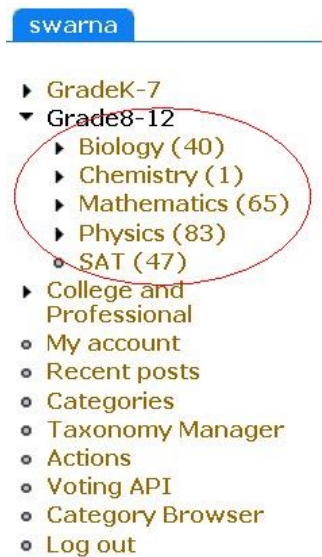 swarna
GradeK-7
Grade8-12
Biology (40)
Chemistry (1)
Mathematics (65)
Physics (83)
SAT (47)
College and
Professional
My account
Recent posts
Categories
Taxonomy Manager
Actions
Voting API
Category Browser
Log out